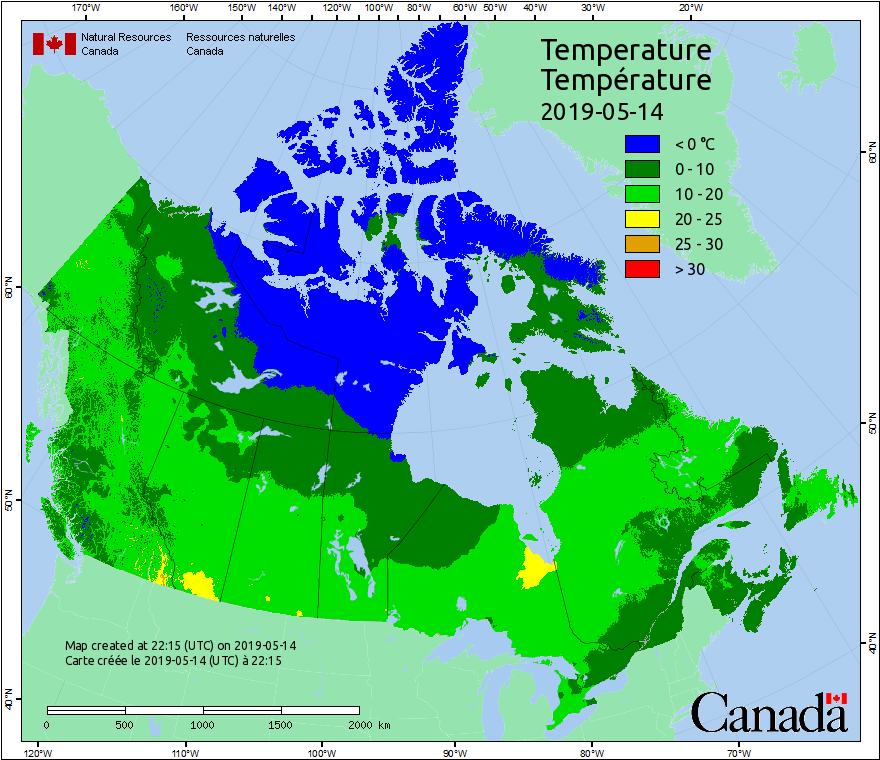 170°W 160°W 150°W 140°W 130°W 120°W 110°W 100°W 90°W 80°W 70°W 60°W 50°W 40°W 30°W 20°W
Natural Resources Ressources naturelles
Canada Canada
Temperature
Température
2019-05-14
< 0 °C
0 - 10
10 - 20
20 - 25
25 - 30
> 30
60°N
60°N
50°N
50°N
40°N
40°N
Map created at 22:15 (UTC) on 2019-05-14
Carte créée le 2019-05-14 (UTC) à 22:15
0 500 1000 1500 2000 km
Canada
120°W 110°W 100°W 90°W 80°W 70°W